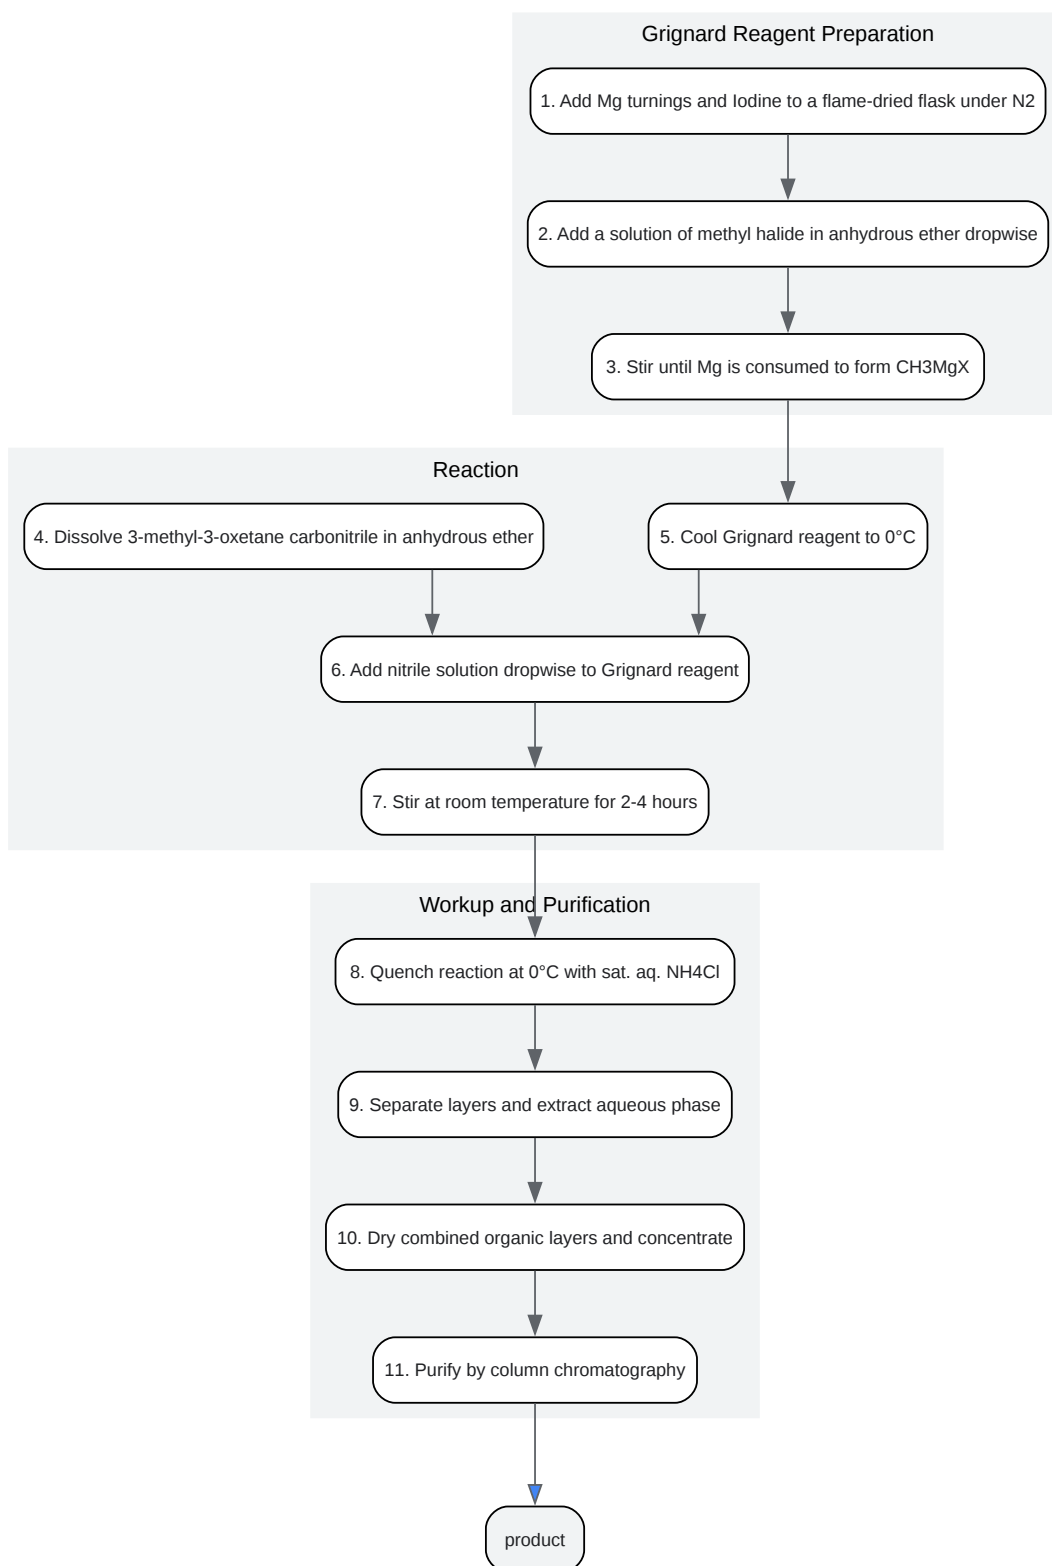 Grignard Reagent Preparation
1. Add Mg turnings and Iodine to a flame-dried flask under N2
2. Add a solution of methyl halide in anhydrous ether dropwise
3. Stir until Mg is consumed to form CH3MgX
Reaction
4. Dissolve 3-methyl-3-oxetane carbonitrile in anhydrous ether
5. Cool Grignard reagent to 0°C
6. Add nitrile solution dropwise to Grignard reagent
7. Stir at room temperature for 2-4 hours
Workup and Purification
8. Quench reaction at 0°C with sat. aq. NH4Cl
9. Separate layers and extract aqueous phase
10. Dry combined organic layers and concentrate
11. Purify by column chromatography
product